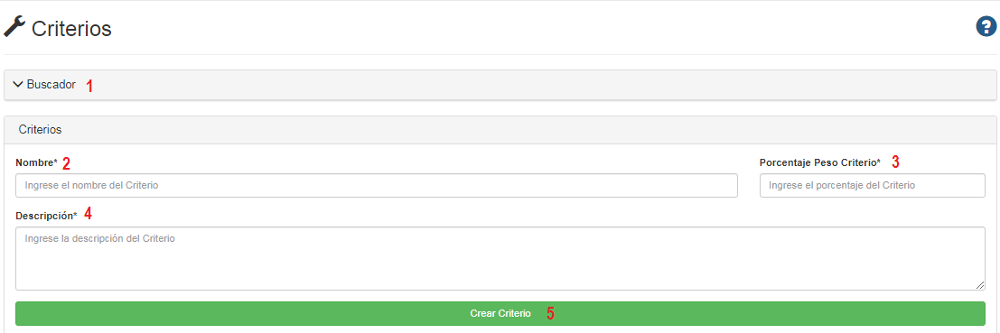 Criterios
?
Buscador 1
Criterios
Nombre* 2
Porcentaje Peso Criterio* 3
Ingrese el nombre del Criterio
Ingrese el porcentaje del Criterio
Descripción* 4
Ingrese la descripción del Criterio
Crear Criterio 5